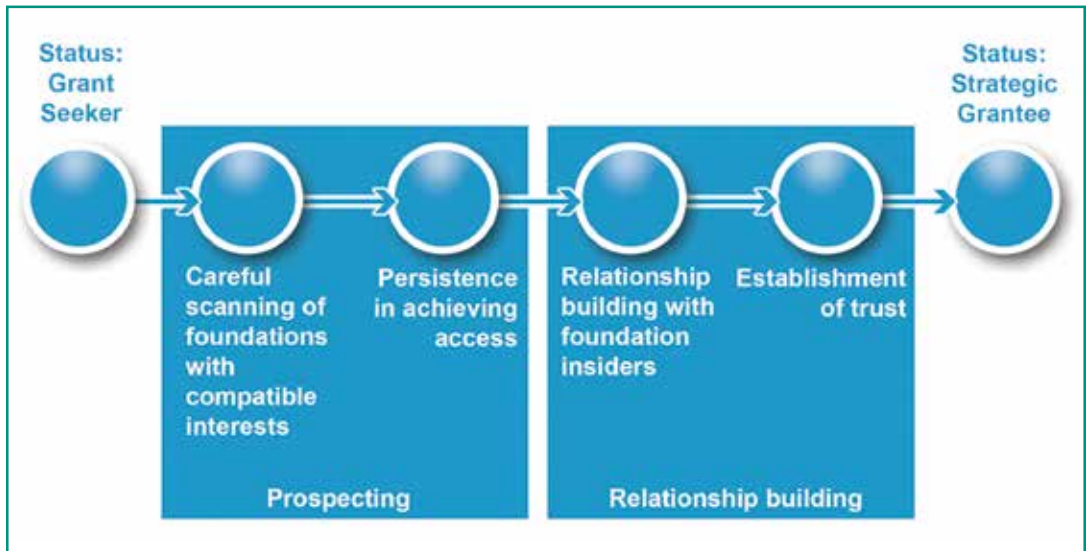 Status:
Grant
Seeker
Status:
Strategic
Grantee
Careful
scanning of
foundations
with
compatible
interests
Persistence
in achieving
access
Relationship
building with
foundation
insiders
Establishment
of trust
Prospecting
Relationship building